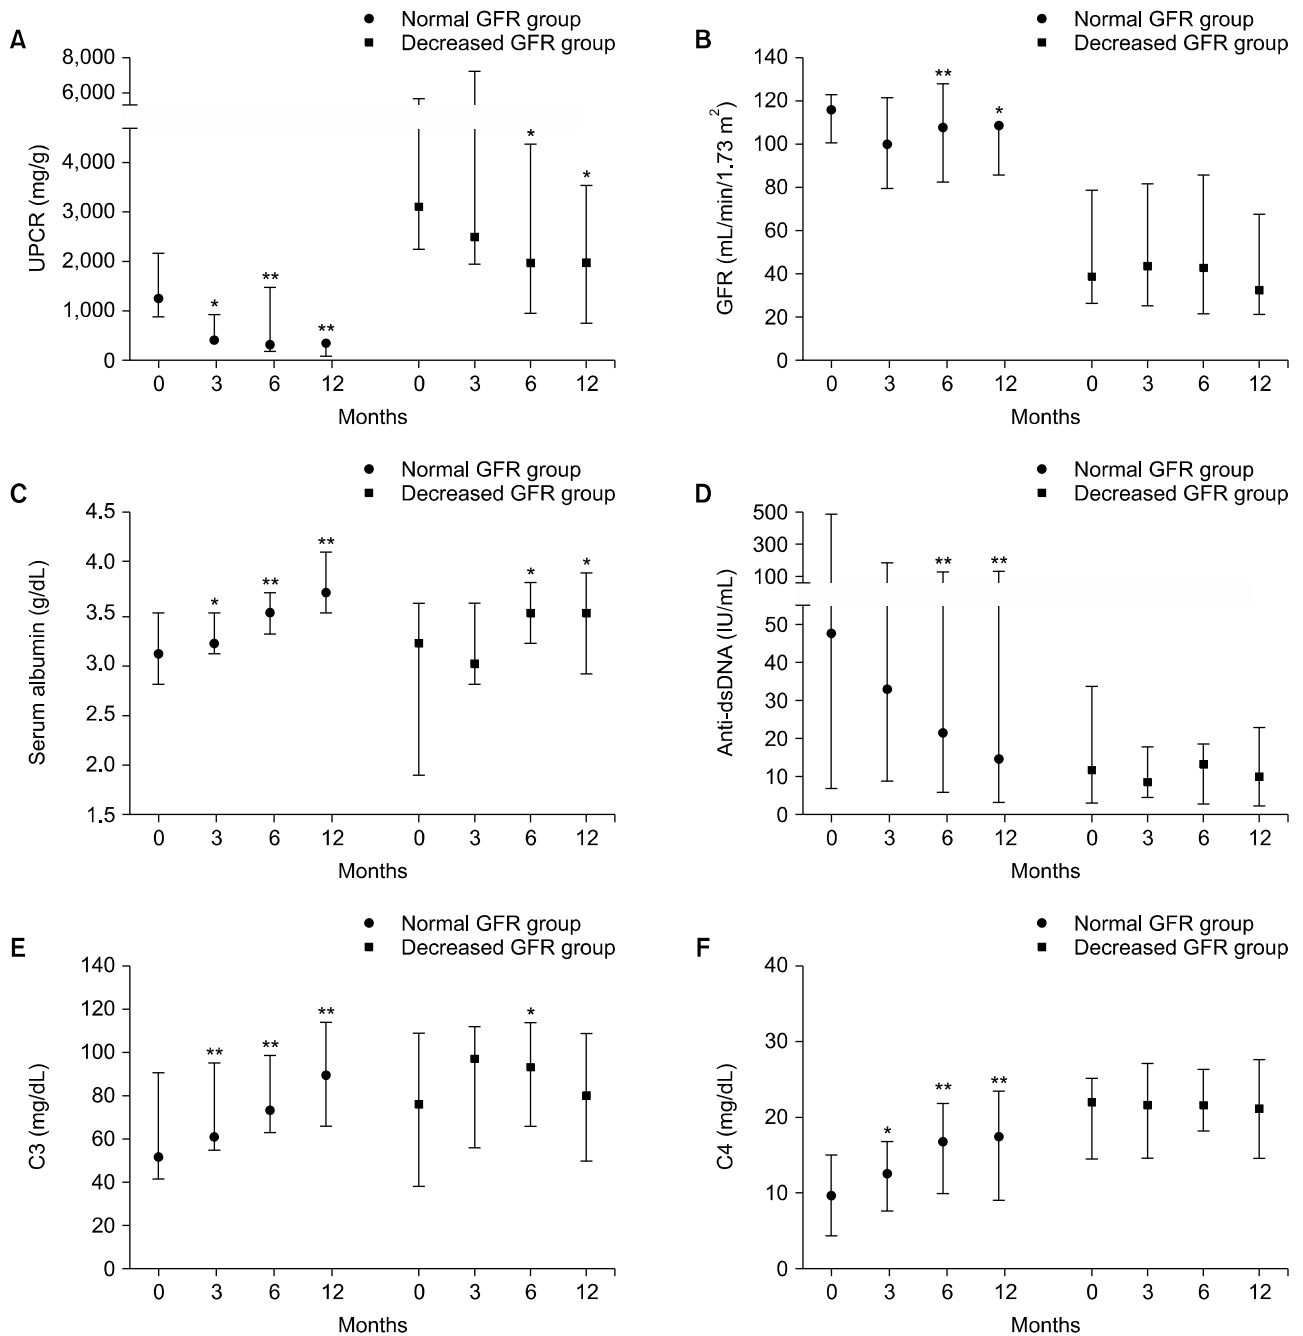 A
Normal GFR group
Decreased GFR group
8,000
6,000
4,000
3,000
2,000
1,000
0
UPCR (mg/g)
*
**
**
*
*
0 3 6 12 0 3 6 12
Months
B
Normal GFR group
Decreased GFR group
140
120
100
80
60
40
20
0
GFR (mL/min/1.73 m²)
**
*
0 3 6 12 0 3 6 12
Months
C
Normal GFR group
Decreased GFR group
4.5
4.0
3.5
3.0
2.5
2.0
1.5
Serum albumin (g/dL)
*
**
**
*
*
0 3 6 12 0 3 6 12
Months
D
Normal GFR group
Decreased GFR group
500
300
100
50
40
30
20
10
0
Anti-dsDNA (IU/mL)
**
**
0 3 6 12 0 3 6 12
Months
E
Normal GFR group
Decreased GFR group
140
120
100
80
60
40
20
0
C3 (mg/dL)
**
**
**
*
0 3 6 12 0 3 6 12
Months
F
Normal GFR group
Decreased GFR group
40
30
20
10
0
C4 (mg/dL)
*
**
**
0 3 6 12 0 3 6 12
Months